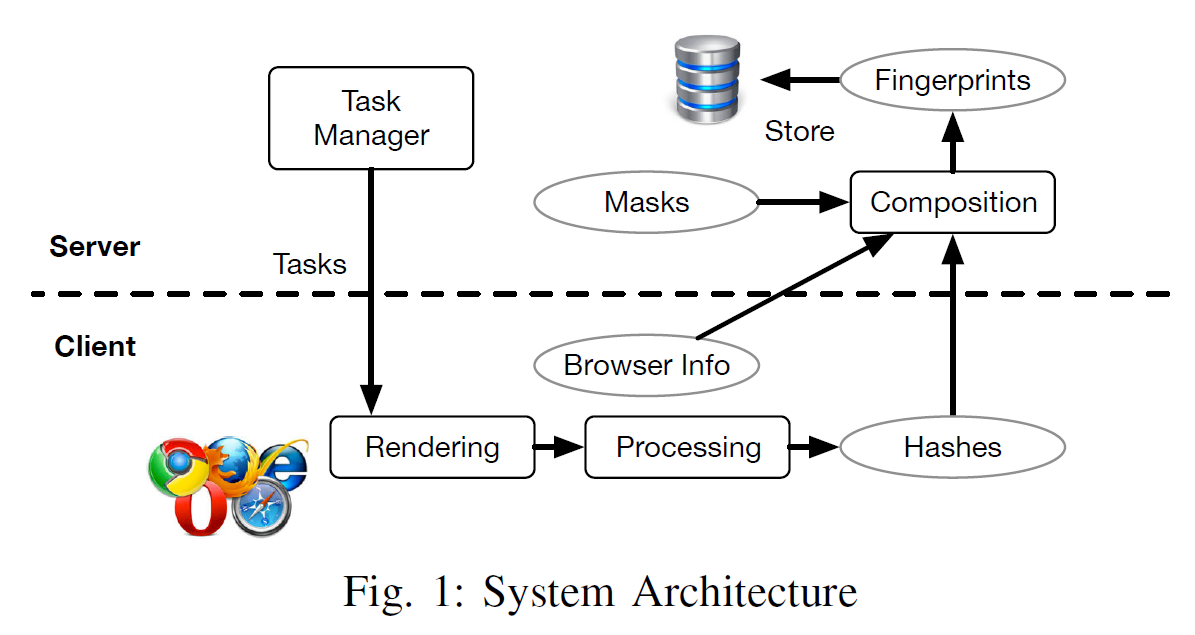 Task
Manager
Fingerprints
Store
Masks
Composition
Server
Tasks
Client
Browser Info
Rendering
Processing
Hashes
Fig. 1: System Architecture